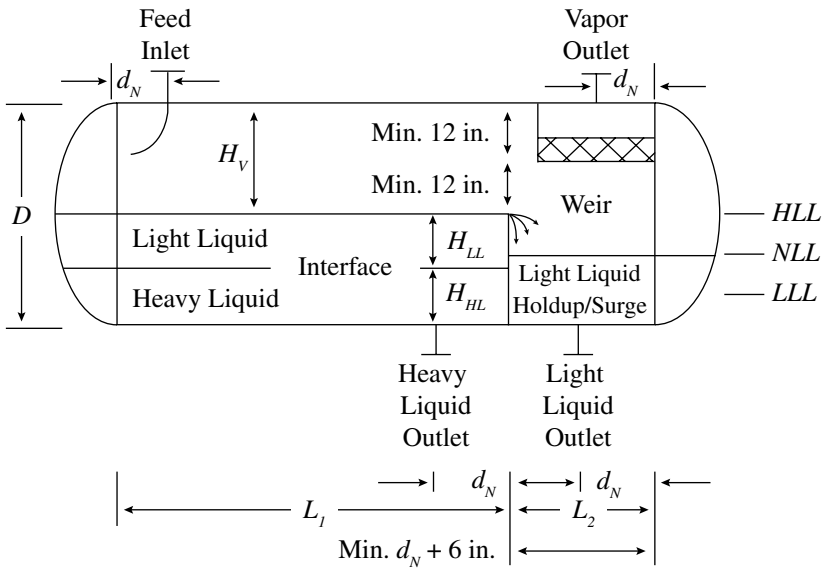 Feed
Inlet
Vapor
Outlet
d_N
d_N
Min. 12 in.
H_V
Min. 12 in.
D
Weir
HLL
Light Liquid
H_LL
NLL
Interface
Light Liquid
Heavy Liquid
H_HL
Holdup/Surge
LLL
Heavy
Liquid
Outlet
Light
Liquid
Outlet
d_N
d_N
L_1
L_2
Min. d_N + 6 in.